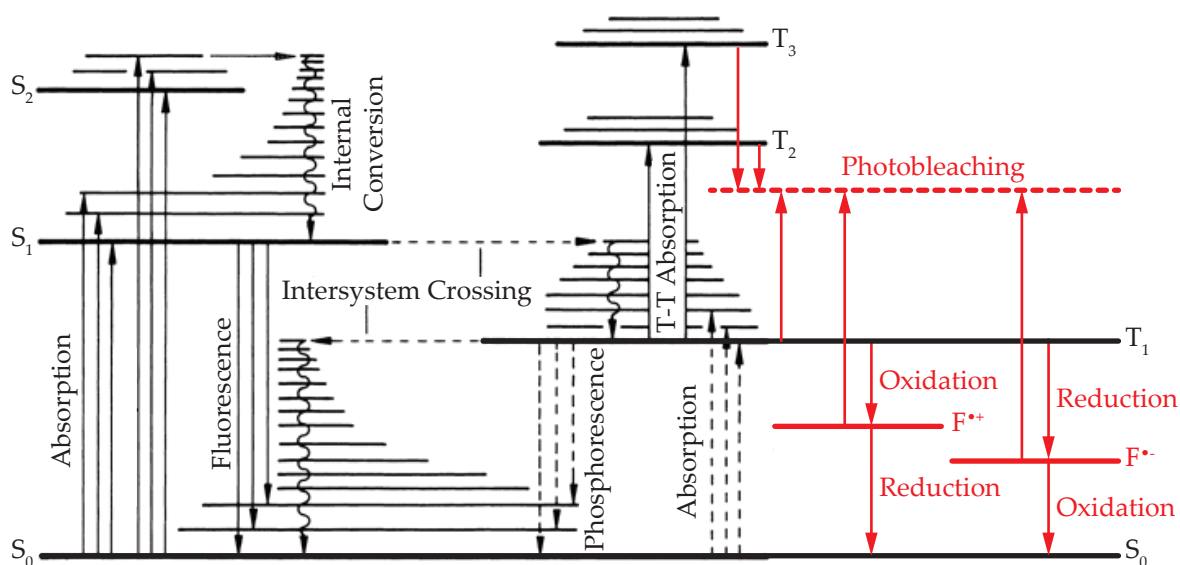 T₃
S₂
Internal
Conversion
T₂
T-T Absorption
Photobleaching
S₁
Intersystem Crossing
Absorption
Fluorescence
Phosphorescence
Absorption
T₁
Oxidation
Reduction
F•+
F•-
Reduction
Oxidation
S₀
S₀